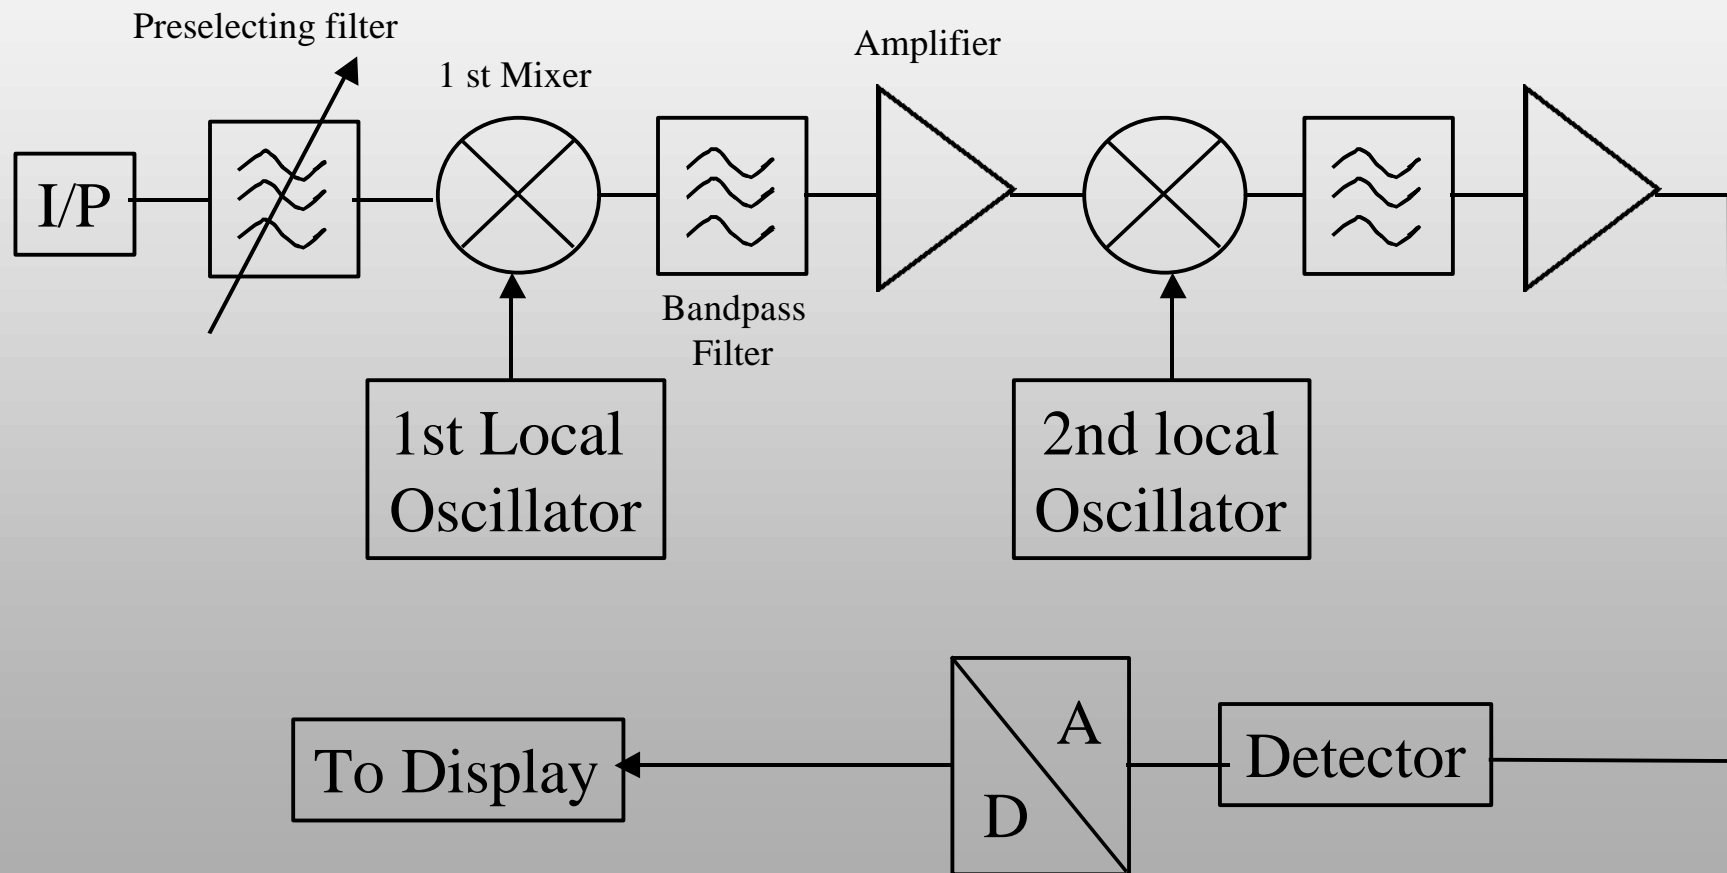 Preselecting filter
1 st Mixer
Amplifier
I/P
Bandpass
Filter
1st Local
Oscillator
2nd local
Oscillator
To Display
A
D
Detector